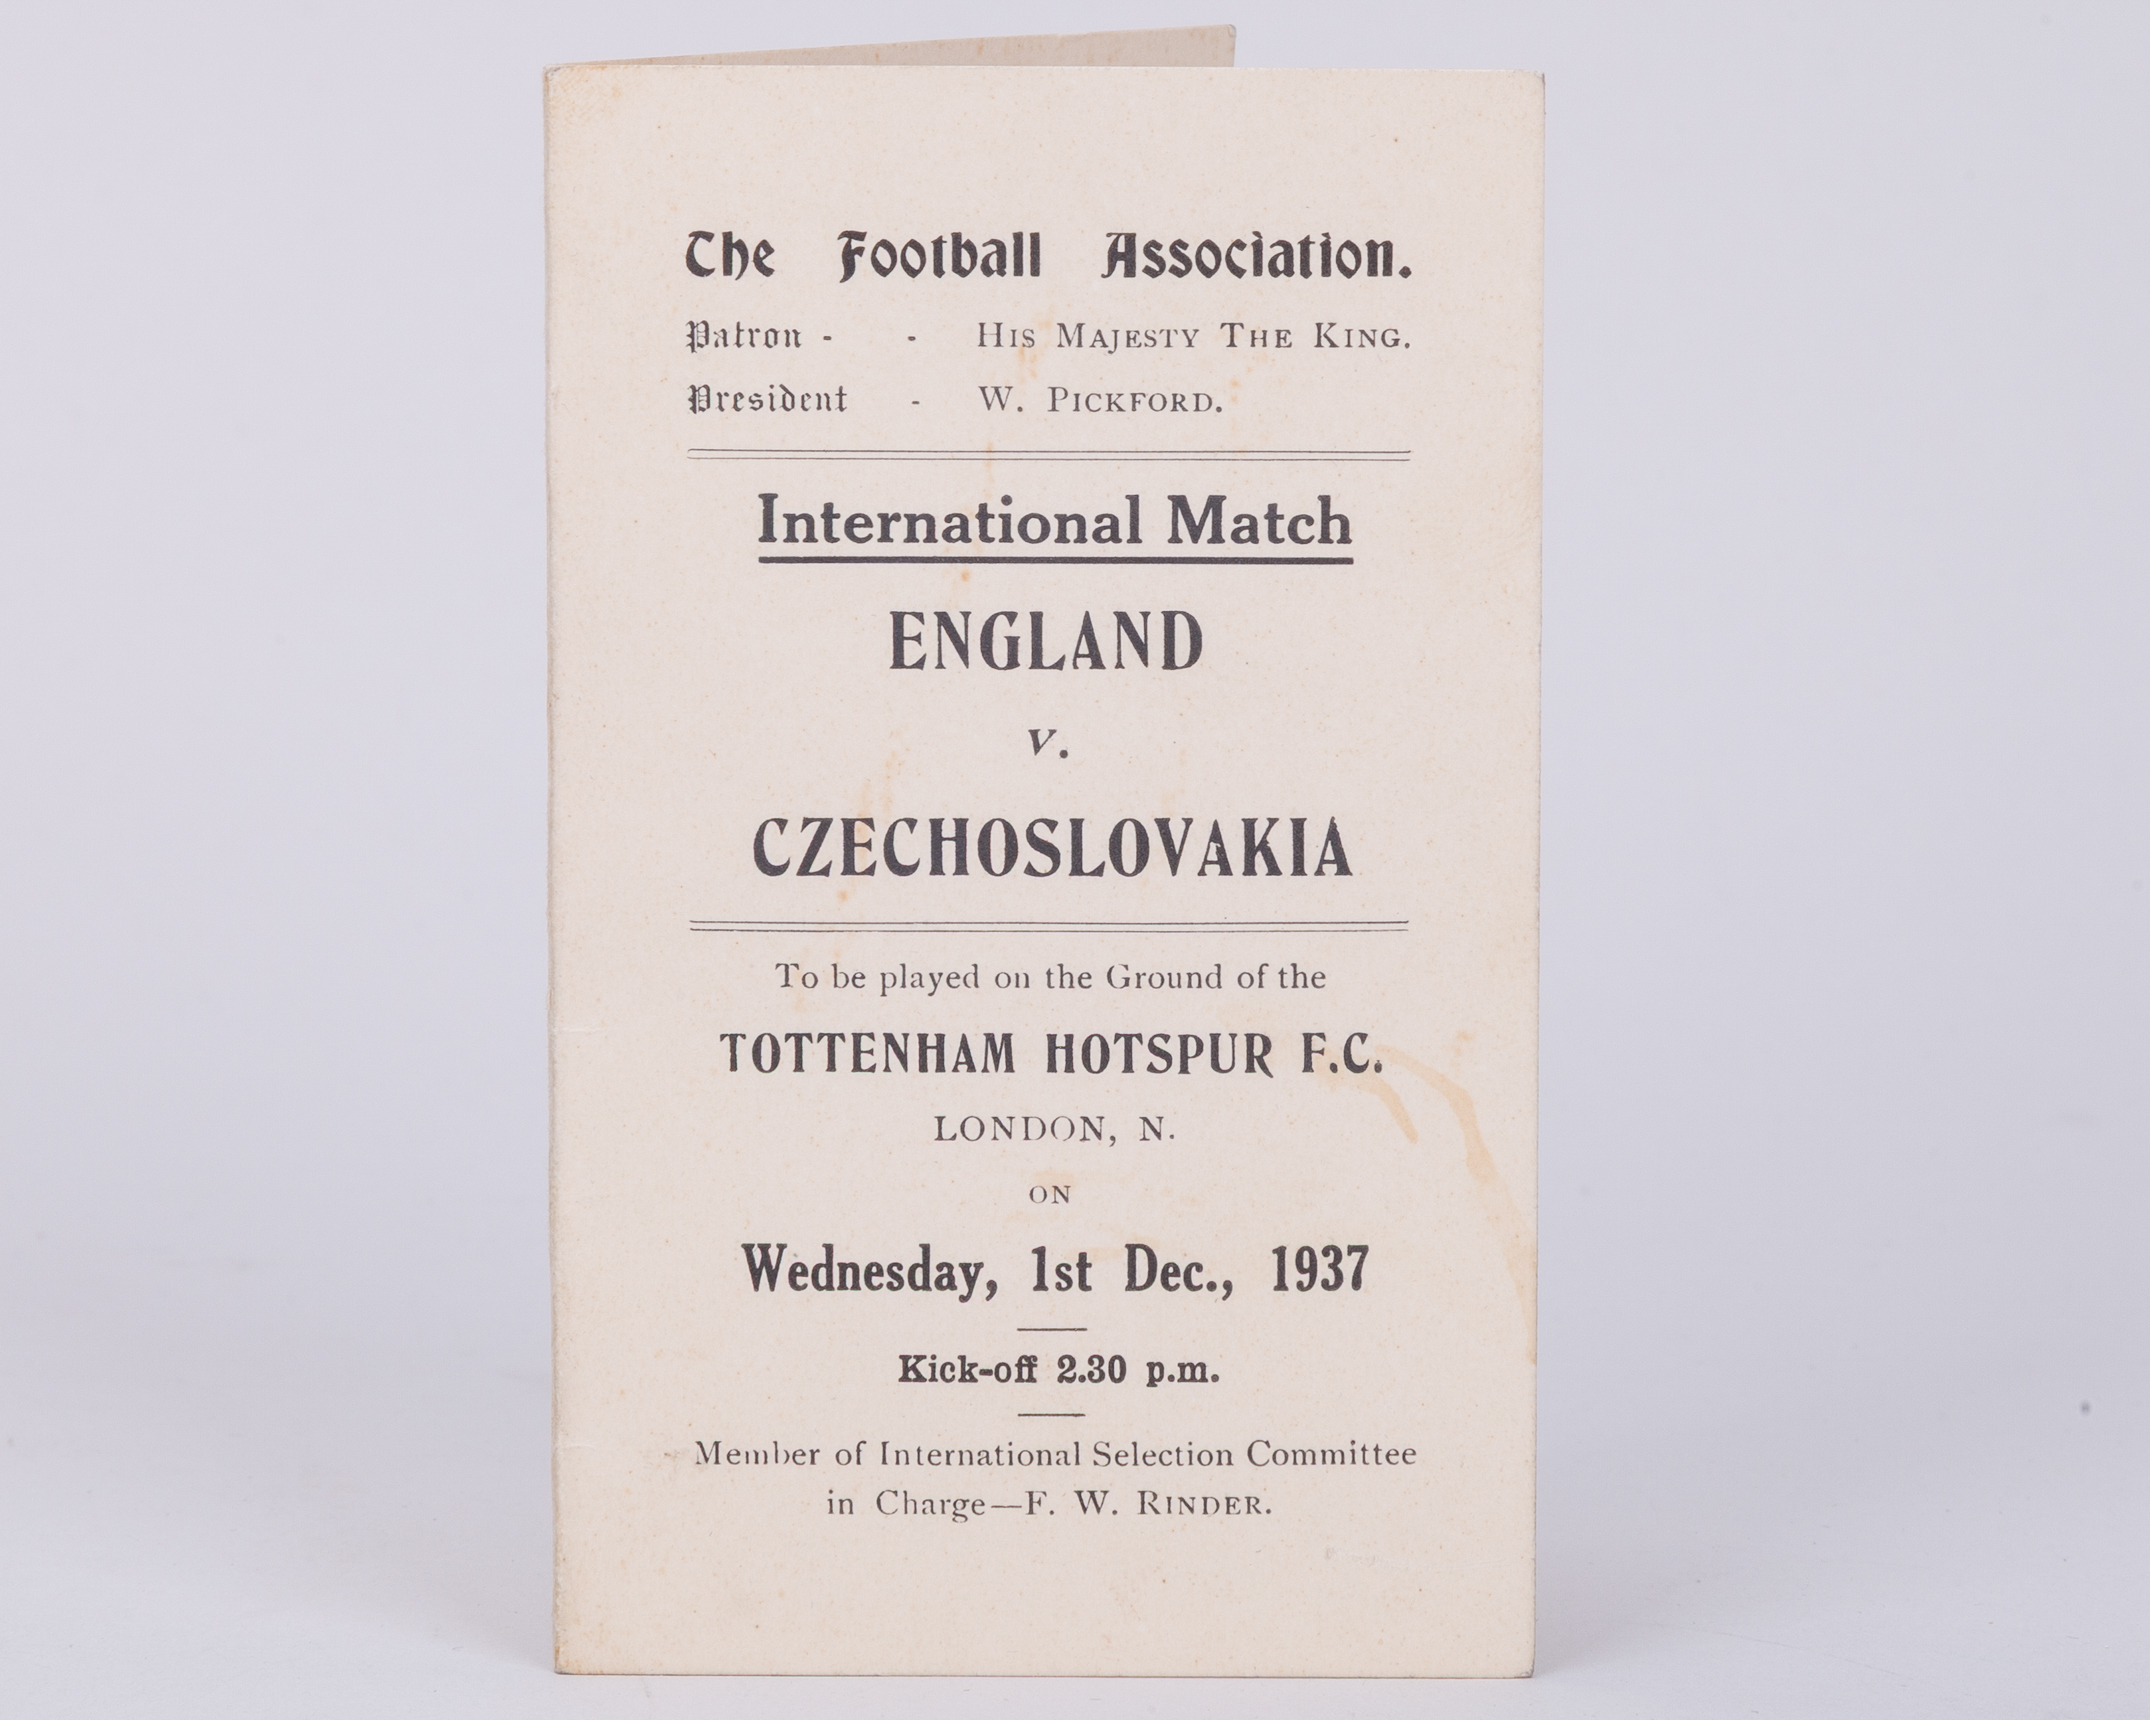 The Football Association.
Patron - - HIS MAJESTY THE KING.
President - W. PICKFORD.
International Match
ENGLAND
v.
CZECHOSLOVAKIA
To be played on the Ground of the
TOTTENHAM HOTSPUR F.C.
LONDON, N.
ON
Wednesday, 1st Dec., 1937
Kick-off 2.30 p.m.
Member of International Selection Committee
in Charge—F. W. RINDER.